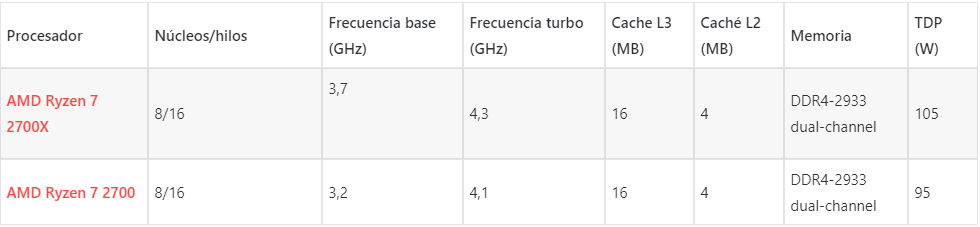 Procesador Núcleos/hilos Frecuencia base (GHz) Frecuencia turbo (GHz) Cache L3 (MB) Caché L2 (MB) Memoria TDP (W)
AMD Ryzen 7 2700X 8/16 3,7 4,3 16 4 DDR4-2933 dual-channel 105
AMD Ryzen 7 2700 8/16 3,2 4,1 16 4 DDR4-2933 dual-channel 95